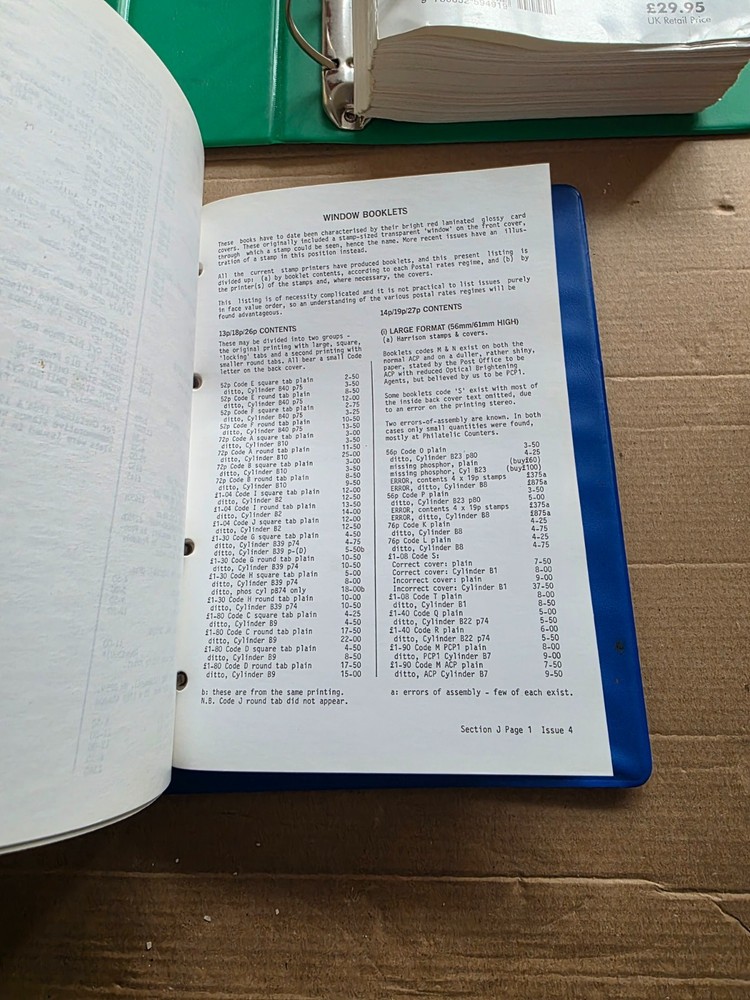 £29.95
UK Retail Price
WINDOW BOOKLETS
These books have to date been characterised by their bright red laminated glossy card
covers. These originally included a stamp-sized transparent 'window' on the front cover,
through which a stamp could be seen, hence the name. More recent issues have an illus-
tration of a stamp in this position instead.
All the current stamp printers have produced booklets, and this present listing is
divided up: (a) by booklet contents, according to each Postal rates regime, and (b) by
the printer(s) of the stamps and, where necessary, the covers.
This listing is of necessity complicated and it is not practical to list issues purely
in face value order, so an understanding of the various postal rates regimes will be
found advantageous.
13p/18p/26p CONTENTS
These may be divided into two groups -
the original printing with large, square,
'locking' tabs and a second printing with
smaller round tabs. All bear a small Code
letter on the back cover.
52p Code E square tab plain 2-50
ditto, Cylinder B40 p75 3-50
52p Code E round tab plain 8-50
ditto, Cylinder B40 p75 12-00
52p Code F square tab plain 2-75
ditto, Cylinder B40 p75 3-25
52p Code F round tab plain 10-50
ditto, Cylinder B40 p75 13-50
72p Code A square tab plain 3-00
ditto, Cylinder B10 3-50
72p Code A round tab plain 11-50
ditto, Cylinder B10 25-00
72p Code B square tab plain 3-00
ditto, Cylinder B10 3-50
72p Code B round tab plain 8-50
ditto, Cylinder B10 9-50
£1-04 Code I square tab plain 12-00
ditto, Cylinder B2 12-50
£1-04 Code I round tab plain 13-50
ditto, Cylinder B2 14-00
£1-04 Code J square tab plain 12-00
ditto, Cylinder B2 12-50
£1-30 Code G square tab plain 4-50
ditto, Cylinder B39 p74 4-75
ditto, Cylinder B39 p-(D) 5-50b
£1-30 Code G round tab plain 10-50
ditto, Cylinder B39 p74 10-50
£1-30 Code H square tab plain 5-00
ditto, Cylinder B39 p74 8-00
ditto, phos cyl p874 only 18-00b
£1-30 Code H round tab plain 10-00
ditto, Cylinder B39 p74 10-50
£1-80 Code C square tab plain 4-25
ditto, Cylinder B9 4-50
£1-80 Code C round tab plain 17-50
ditto, Cylinder B9 22-00
£1-80 Code D square tab plain 4-50
ditto, Cylinder B9 8-50
£1-80 Code D round tab plain 17-50
ditto, Cylinder B9 15-00
b: these are from the same printing.
N.B. Code J round tab did not appear.
14p/19p/27p CONTENTS
(i) LARGE FORMAT (56mm/61mm HIGH)
(a) Harrison stamps & covers.
Booklets codes M & N exist on both the
normal ACP and on a duller, rather shiny,
paper, stated by the Post Office to be
ACP with reduced Optical Brightening
Agents, but believed by us to be PCP1.
Some booklets code 'S' exist with most of
the inside back cover text omitted, due
to an error on the printing stereo.
Two errors-of-assembly are known. In both
cases only small quantities were found,
mostly at Philatelic Counters.
56p Code O plain 3-50
ditto, Cylinder B23 p80 4-25
missing phosphor, plain (buy£60)
missing phosphor, Cyl B23 (buy£100)
ERROR, contents 4 x 19p stamps £375a
ERROR, ditto, Cylinder B8 £875a
56p Code P plain 3-50
ditto, Cylinder B23 p80 5-00
ERROR, contents 4 x 19p stamps £375a
ERROR, ditto, Cylinder B8 £875a
76p Code K plain 4-25
ditto, Cylinder B8 4-75
76p Code L plain 4-25
ditto, Cylinder B8 4-75
£1-08 Code S:
Correct cover: plain 7-50
Correct cover: Cylinder B1 8-00
Incorrect cover: plain 9-00
Incorrect cover: Cylinder B1 37-50
£1-08 Code T plain 8-00
ditto, Cylinder B1 8-50
£1-40 Code Q plain 5-00
ditto, Cylinder B22 p74 5-50
£1-40 Code R plain 6-00
ditto, Cylinder B22 p74 5-50
£1-90 Code M PCP1 plain 8-00
ditto, PCP1 Cylinder B7 9-00
£1-90 Code M ACP plain 7-50
ditto, ACP Cylinder B7 9-50
a: errors of assembly - few of each exist.
Section J Page 1 Issue 4